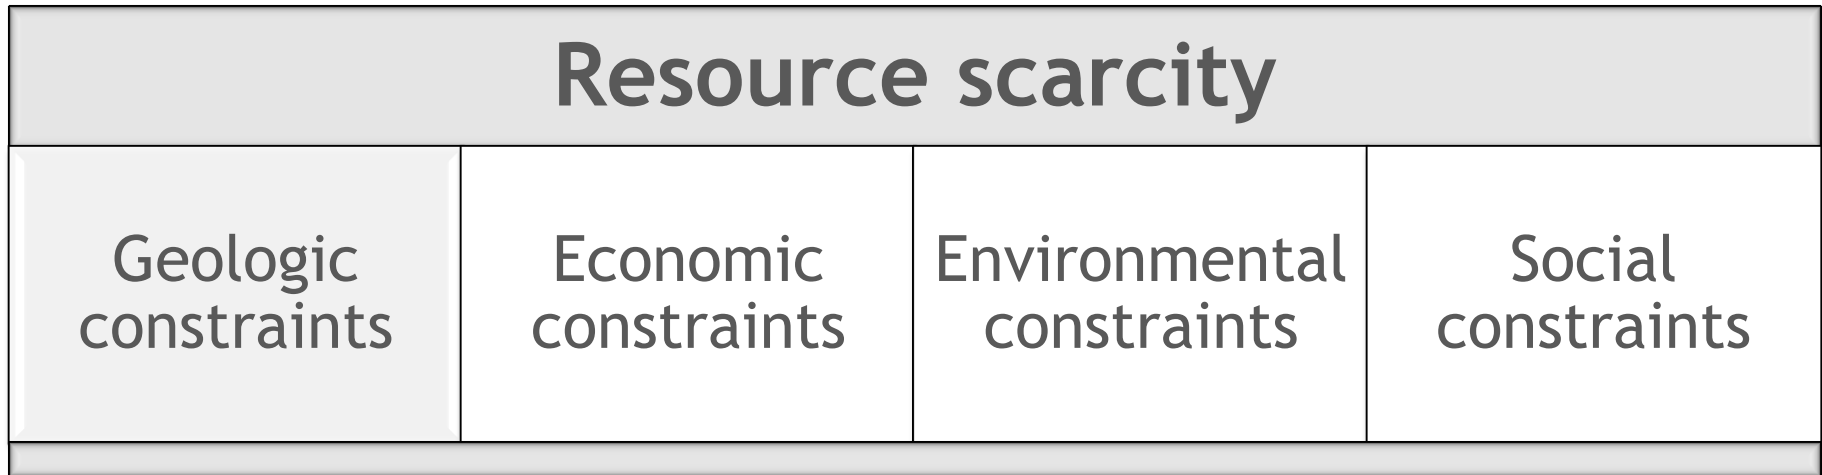 Resource scarcity
Geologic
constraints
Economic
constraints
Environmental
constraints
Social
constraints